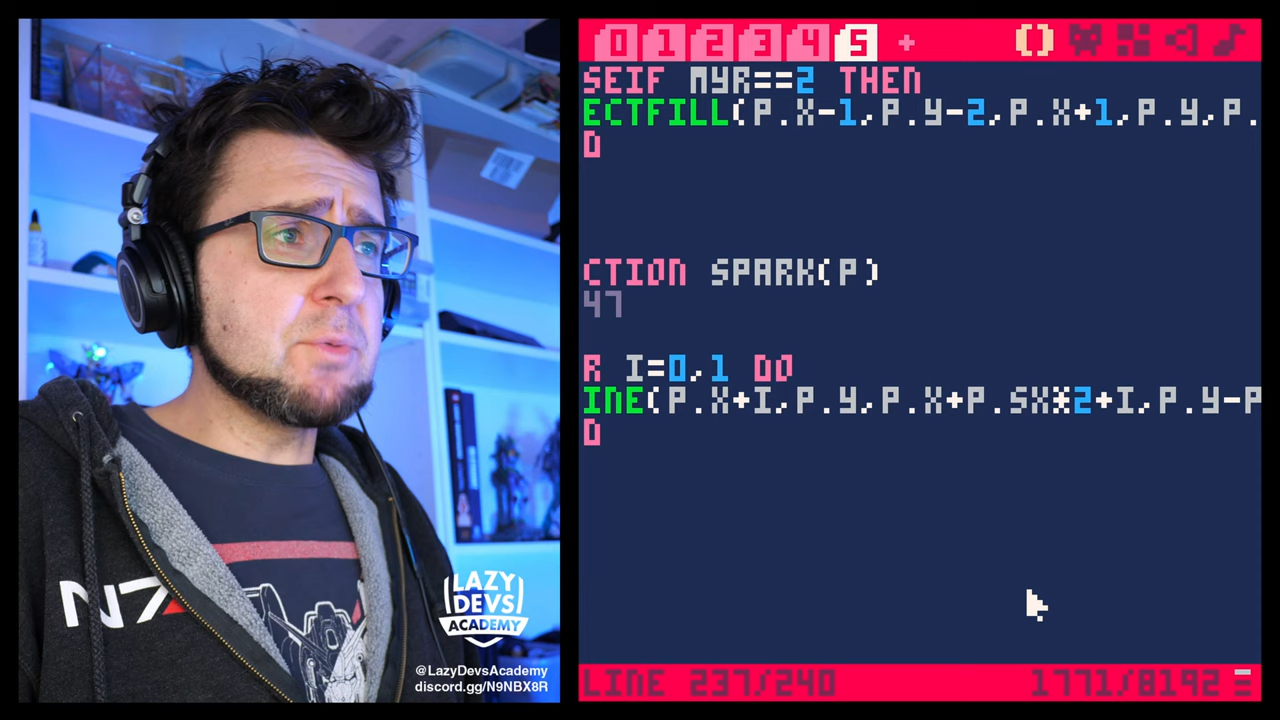 N7
LAZY
DEVS
ACADEMY
@LazyDevsAcademy
discord.gg/N9NBX8R
0 1 2 3 4 5 +
SEIF MYR==2 THEN
ECTFILL(P.X-1,P.Y-2,P.X+1,P.Y,P.
D
CTION SPARK(P)
47
R I=0,1 DO
INE(P.X+I,P.Y,P.X+P.SX*2+I,P.Y-P
D
LINE 237/240
1771/8192